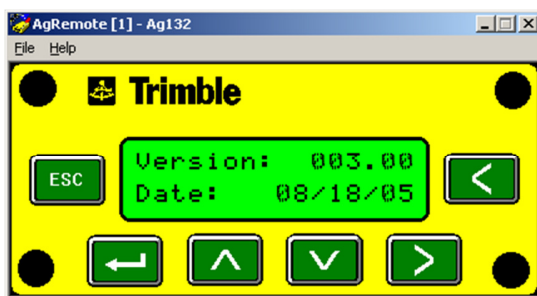 AgRemote [1] - Ag132
File Help
Trimble
ESC
Version: 003.00
Date: 08/18/05